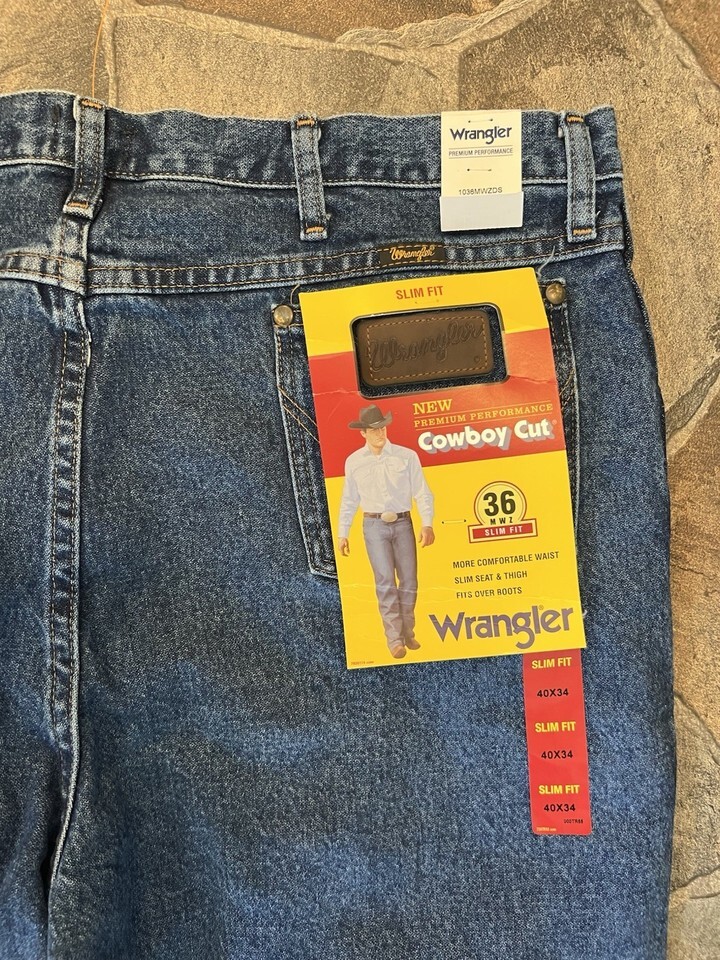 Wrangler
PREMIUM PERFORMANCE
1036MWZDS
Wrangler
SLIM FIT
Wrangler
NEW
PREMIUM PERFORMANCE
Cowboy Cut
36
MWZ
SLIM FIT
MORE COMFORTABLE WAIST
SLIM SEAT & THIGH
FITS OVER BOOTS
Wrangler
SLIM FIT
40X34
SLIM FIT
40X34
SLIM FIT
40X34